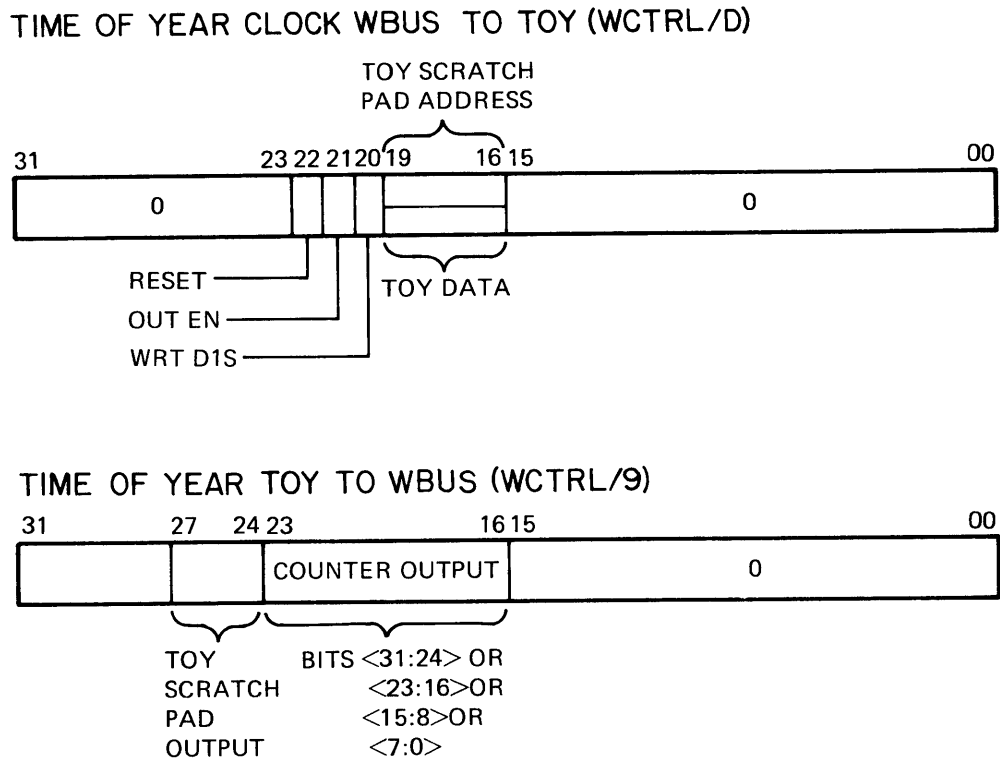 TIME OF YEAR CLOCK WBUS TO TOY (WCTRL/D)
TOY SCRATCH
PAD ADDRESS
31 23 22 21 20 19 16 15 00
0 0
RESET
TOY DATA
OUT EN
WRT D1S
TIME OF YEAR TOY TO WBUS (WCTRL/9)
31 27 24 23 16 15 00
COUNTER OUTPUT 0
TOY BITS <31:24> OR
SCRATCH <23:16>OR
PAD <15:8>OR
OUTPUT <7:0>